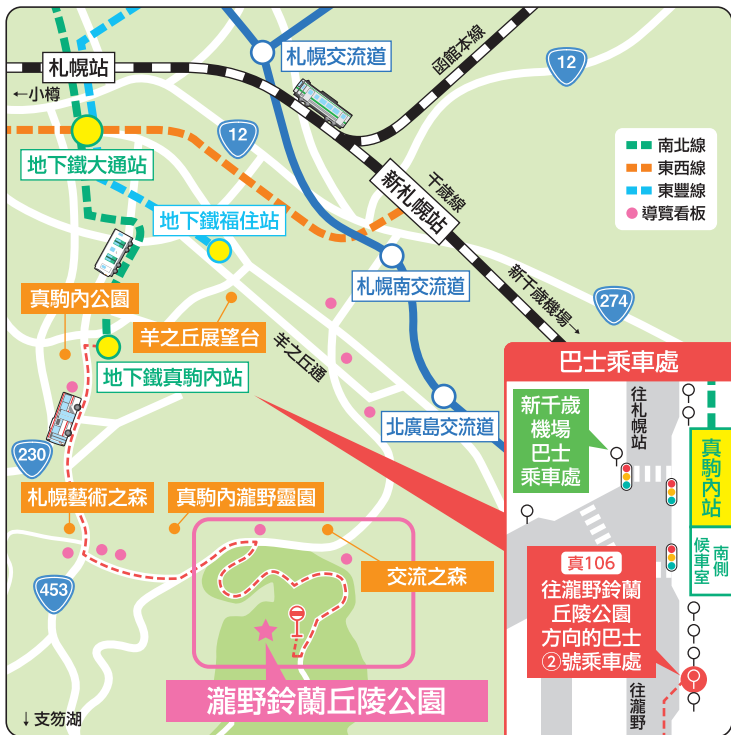 札幌站
←小樽
札幌交流道
函館本線
12
12
南北線
東西線
東豐線
導覽看板
地下鐵大通站
千歲線
新札幌站
地下鐵福住站
札幌南交流道
新千歲機場→
274
真駒內公園
羊之丘展望台
羊之丘通
地下鐵真駒內站
北廣島交流道
230
札幌藝術之森
真駒內瀧野靈園
交流之森
453
瀧野鈴蘭丘陵公園
↓支笏湖
巴士乘車處
往札幌站
新千歲
機場
巴士
乘車處
真駒內站
南側
候車室
真106
往瀧野鈴蘭
丘陵公園
方向的巴士
②號乘車處
往瀧野